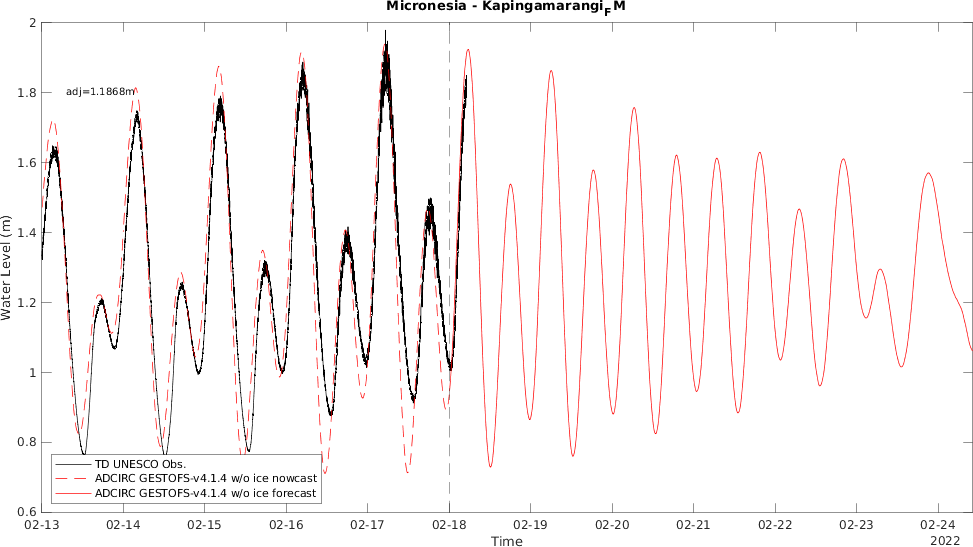 Micronesia - Kapingamarangi_FM
2
1.8
1.6
1.4
1.2
1
0.8
0.6
Water Level (m)
adj=1.1868m
TD UNESCO Obs.
ADCIRC GESTOFS-v4.1.4 w/o ice nowcast
ADCIRC GESTOFS-v4.1.4 w/o ice forecast
02-13 02-14 02-15 02-16 02-17 02-18 02-19 02-20 02-21 02-22 02-23 02-24
Time 2022